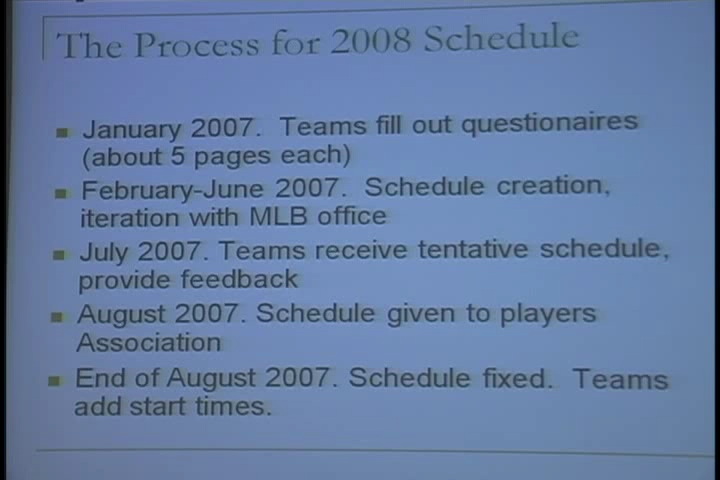 The Process for 2008 Schedule
January 2007. Teams fill out questionaires
(about 5 pages each)
February-June 2007. Schedule creation,
iteration with MLB office
July 2007. Teams receive tentative schedule,
provide feedback
August 2007. Schedule given to players
Association
End of August 2007. Schedule fixed. Teams
add start times.